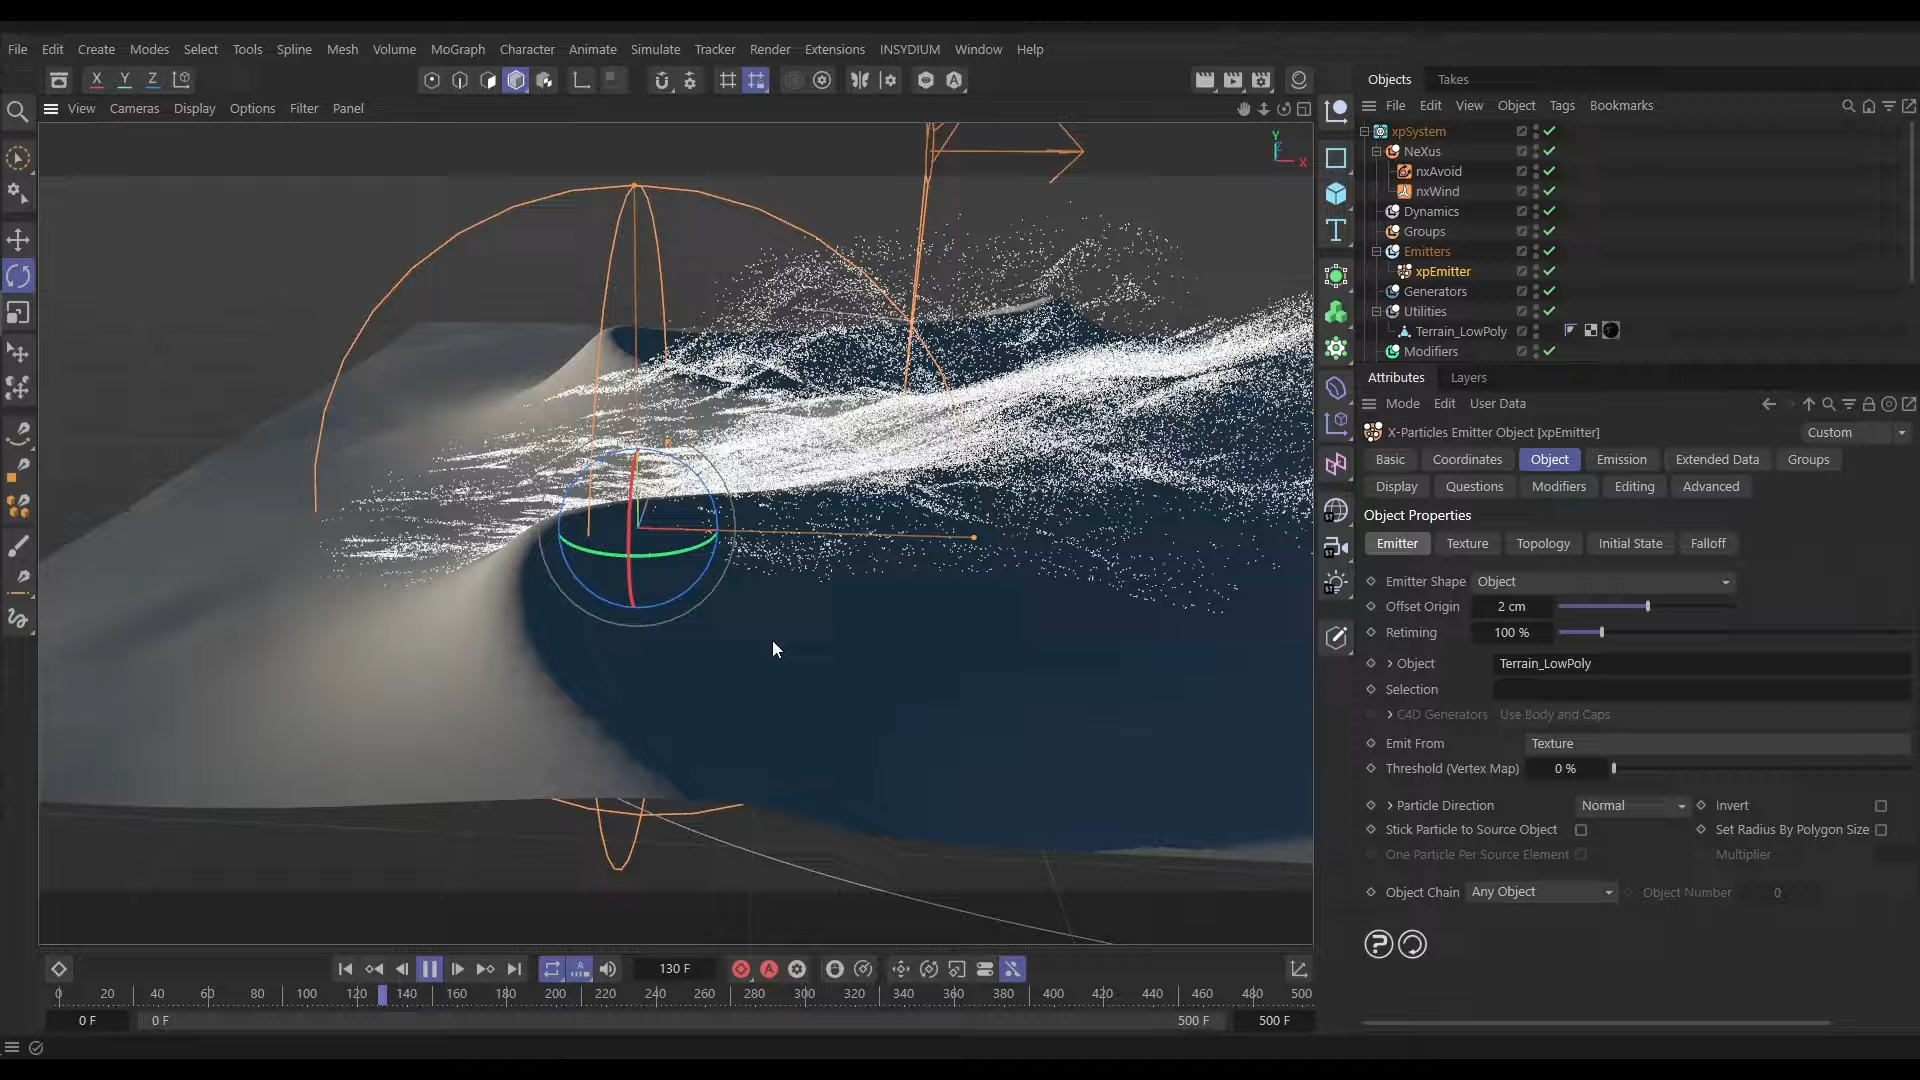 File Edit Create Modes Select Tools Spline Mesh Volume MoGraph Character Animate Simulate Tracker Render Extensions INSYDIUM Window Help
X Y Z
View Cameras Display Options Filter Panel
Y
Z
X
Objects Takes
File Edit View Object Tags Bookmarks
xpSystem
NeXus
nxAvoid
nxWind
Dynamics
Groups
Emitters
xpEmitter
Generators
Utilities
Terrain_LowPoly
Modifiers
Attributes Layers
Mode Edit User Data
X-Particles Emitter Object [xpEmitter] Custom
Basic Coordinates Object Emission Extended Data Groups
Display Questions Modifiers Editing Advanced
Object Properties
Emitter Texture Topology Initial State Falloff
Emitter Shape Object
Offset Origin 2 cm
Retiming 100 %
Object Terrain_LowPoly
Selection
C4D Generators Use Body and Caps
Emit From Texture
Threshold (Vertex Map) 0 %
Particle Direction Normal Invert
Stick Particle to Source Object Set Radius By Polygon Size
One Particle Per Source Element Multiplier
Object Chain Any Object Object Number 0
130 F
0 20 40 60 80 100 120 140 160 180 200 220 240 260 280 300 320 340 360 380 400 420 440 460 480 500
0 F 0 F 500 F 500 F